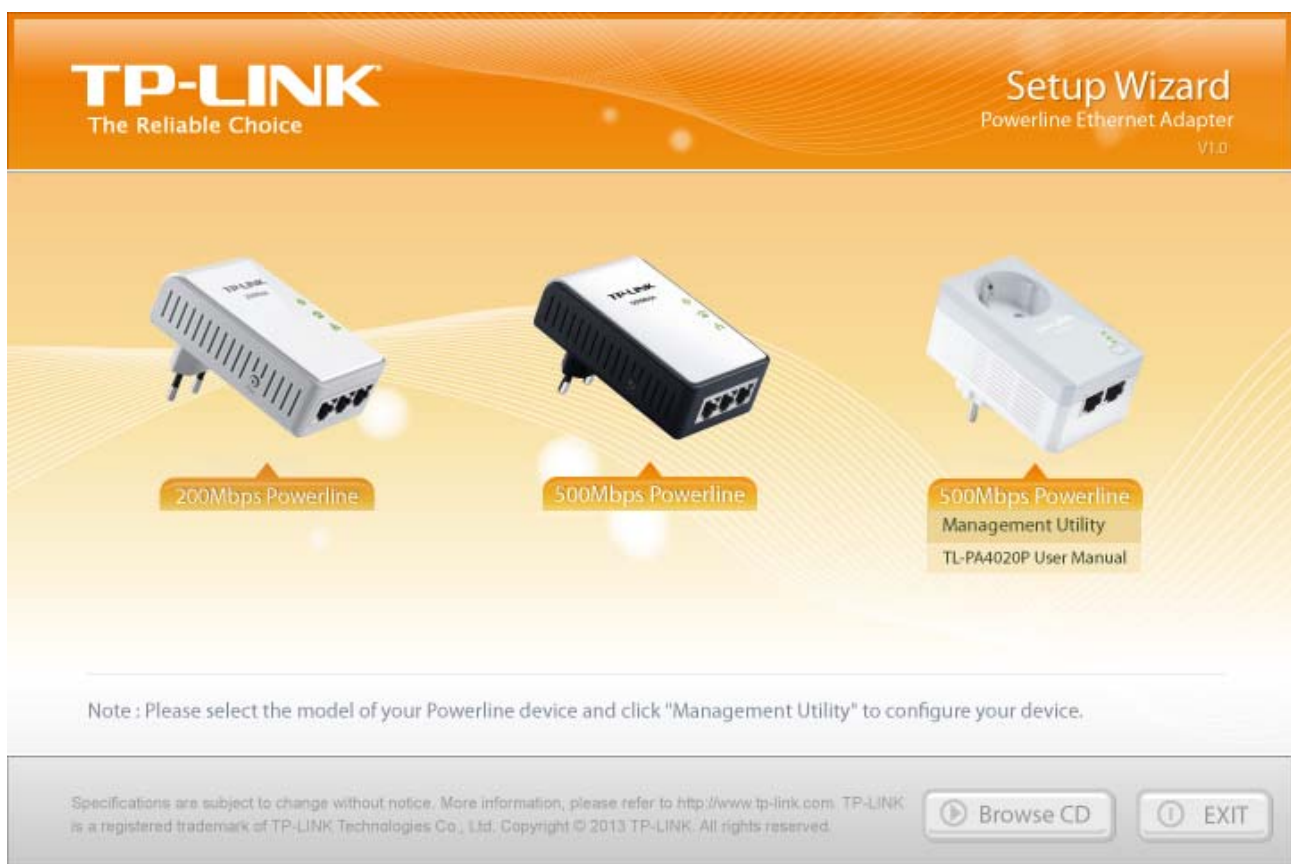 TP-LINK
The Reliable Choice
Setup Wizard
Powerline Ethernet Adapter
V1.0
TP-LINK
TP-LINK
200Mbps Powerline
500Mbps Powerline
500Mbps Powerline
Management Utility
TL-PA4020P User Manual
Note : Please select the model of your Powerline device and click "Management Utility" to configure your device.
Specifications are subject to change without notice. More information, please refer to http://www.tp-link.com TP-LINK
is a registered trademark of TP-LINK Technologies Co., Ltd. Copyright © 2013 TP-LINK. All rights reserved.
Browse CD
EXIT